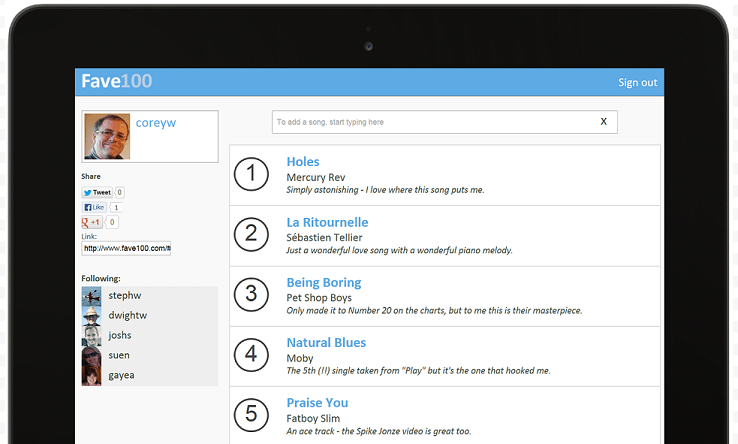 Fave100
Sign out
coreyw
To add a song, start typing here
X
Share
Tweet 0
Like 1
+1 0
Link:
http://www.fave100.com/#
Following:
stephw
dwightw
joshs
suen
gayea
1
Holes
Mercury Rev
Simply astonishing - I love where this song puts me.
2
La Ritournelle
Sébastien Tellier
Just a wonderful love song with a wonderful piano melody.
3
Being Boring
Pet Shop Boys
Only made it to Number 20 on the charts, but to me this is their masterpiece.
4
Natural Blues
Moby
The 5th (!!) single taken from "Play" but it's the one that hooked me.
5
Praise You
Fatboy Slim
An ace track - the Spike Jonze video is great too.